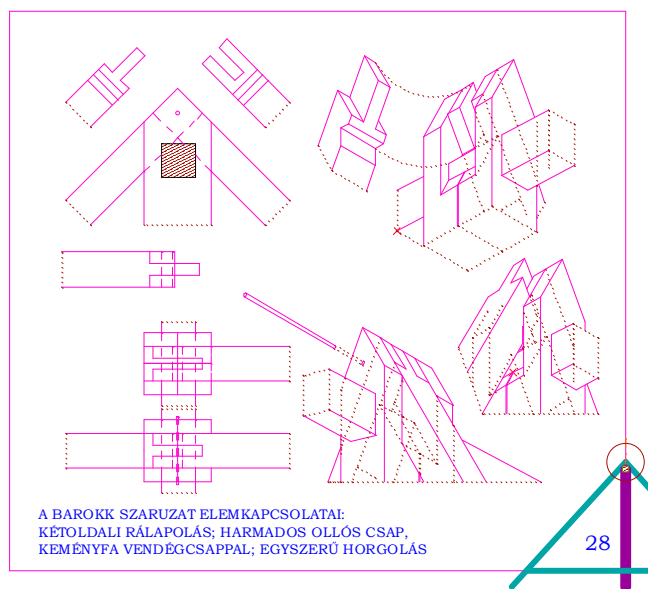 A BAROKK SZARUZAT ELEMKAPCSOLATAI:
KÉTOLDALI RÁLAPOLÁS; HARMADOS OLLÓS CSAP,
KEMÉNYFA VENDÉGCSAPPAL; EGYSZERŰ HORGOLÁS
28